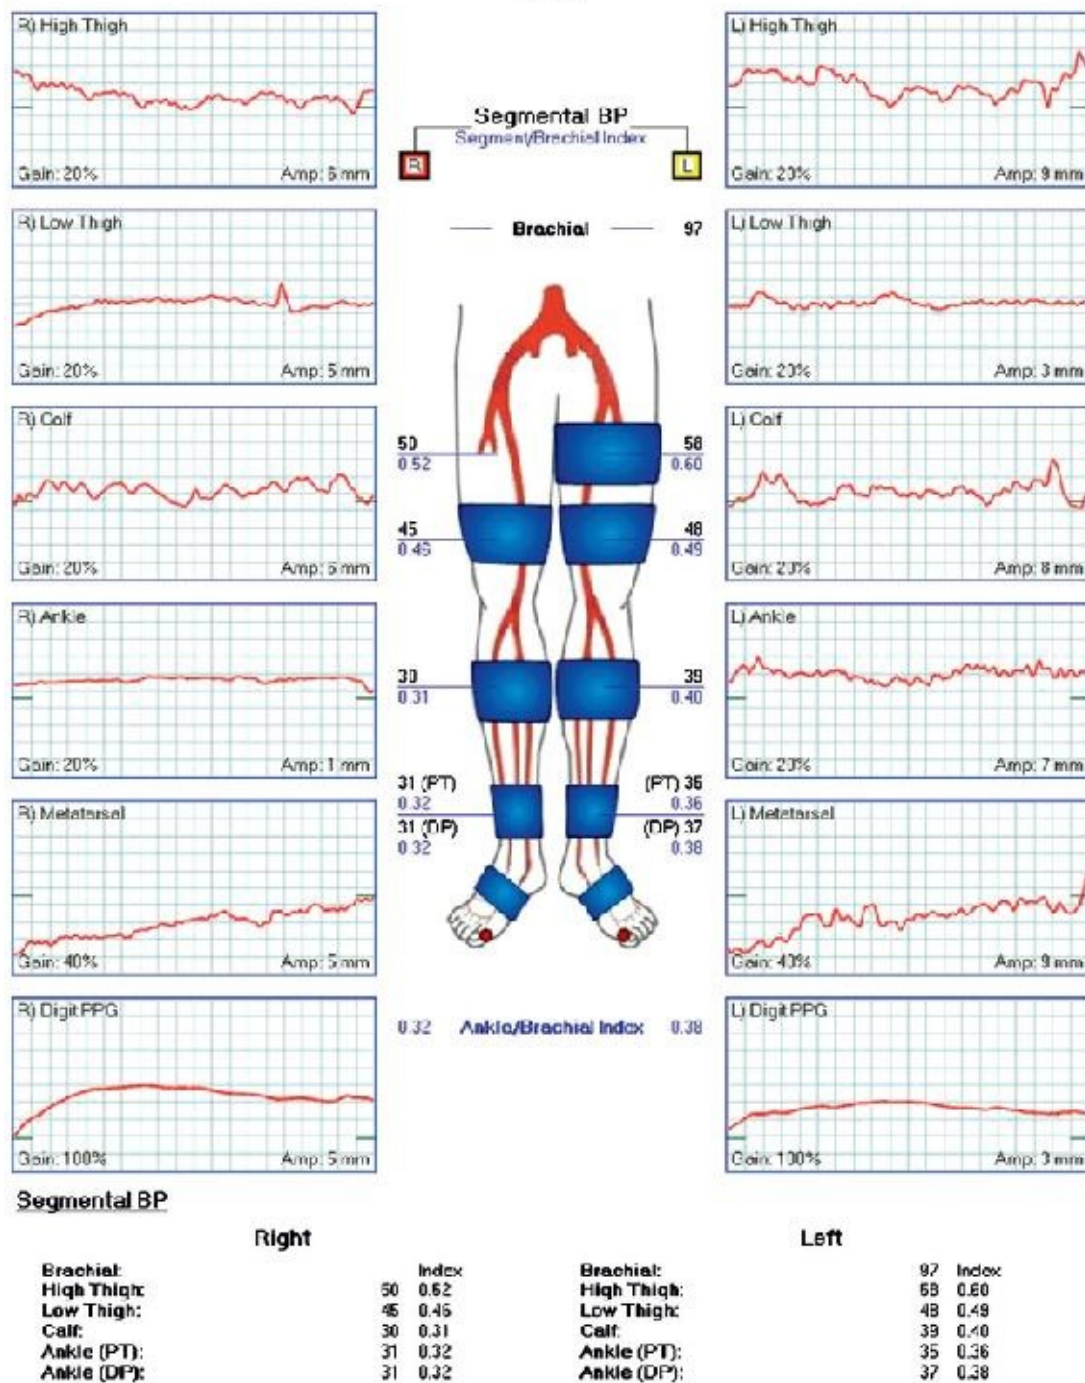 R) High Thigh
Gain: 20% Amp: 6 mm
L) High Thigh
Gain: 20% Amp: 9 mm
Segmental BP
Segment/Brachial Index
R L
R) Low Thigh
Gain: 20% Amp: 5 mm
Brachial 97
L) Low Thigh
Gain: 20% Amp: 3 mm
R) Calf
Gain: 20% Amp:  mm
50
0.52
58
0.60
45
0.46
48
0.49
L) Calf
Gain: 20% Amp: 8 mm
R) Ankle
Gain: 20% Amp: 1 mm
30
0.31
39
0.40
L) Ankle
Gain: 20% Amp: 7 mm
R) Metatarsal
Gain: 40% Amp: 5 mm
31 (PT)
0.32
31 (DP)
0.32
(PT) 35
0.36
(DP) 37
0.38
L) Metatarsal
Gain: 40% Amp: 9 mm
R) Digit PPG
Gain: 100% Amp: 5 mm
0.32 Ankle/Brachial Index 0.38
L) Digit PPG
Gain: 100% Amp: 3 mm
Segmental BP
Right Left
Brachial: Index Brachial: 97 Index
High Thigh: 50 0.52 High Thigh: 58 0.60
Low Thigh: 45 0.46 Low Thigh: 48 0.49
Calf: 30 0.31 Calf: 39 0.40
Ankle (PT): 31 0.32 Ankle (PT): 35 0.36
Ankle (DP): 31 0.32 Ankle (DP): 37 0.38